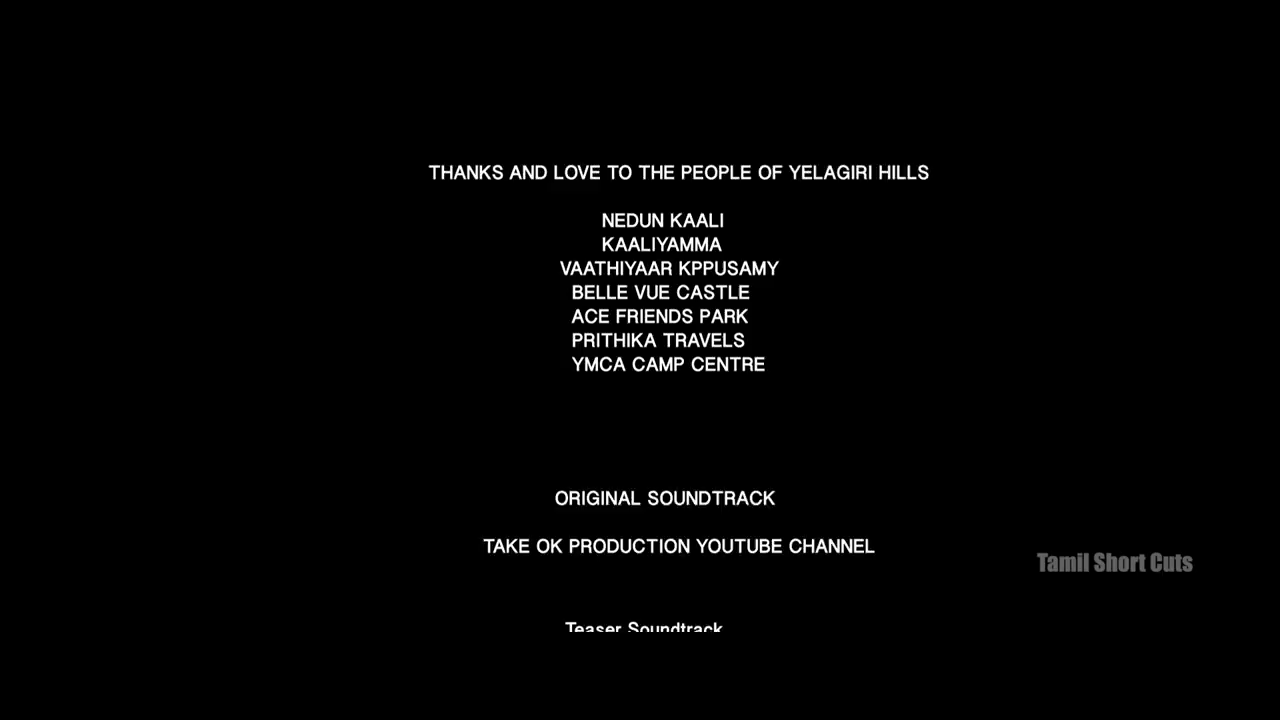 THANKS AND LOVE TO THE PEOPLE OF YELAGIRI HILLS
NEDUN KAALI
KAALIYAMMA
VAATHIYAAR KPPUSAMY
BELLE VUE CASTLE
ACE FRIENDS PARK
PRITHIKA TRAVELS
YMCA CAMP CENTRE
ORIGINAL SOUNDTRACK
TAKE OK PRODUCTION YOUTUBE CHANNEL
Tamil Short Cuts
Teaser Soundtrack